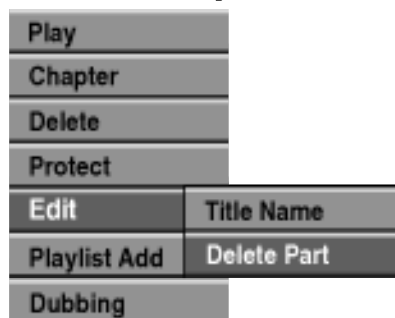 Play
Chapter
Delete
Protect
Edit
Title Name
Playlist Add
Delete Part
Dubbing